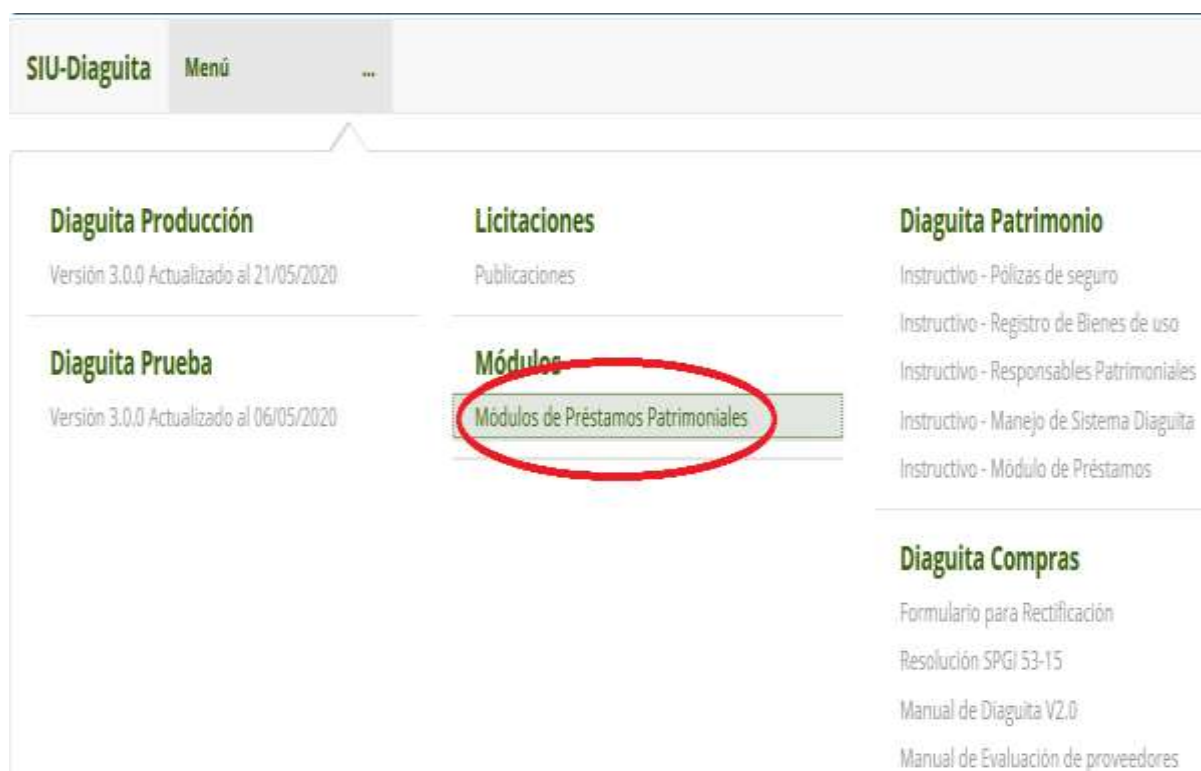 SIU-Diaguita Menú ...
Diaguita Producción
Versión 3.0.0 Actualizado al 21/05/2020
Diaguita Prueba
Versión 3.0.0 Actualizado al 06/05/2020
Licitaciones
Publicaciones
Módulos
Módulos de Préstamos Patrimoniales
Diaguita Patrimonio
Instructivo - Pólizas de seguro
Instructivo - Registro de Bienes de uso
Instructivo - Responsables Patrimoniales
Instructivo - Manejo de Sistema Diaguita
Instructivo - Módulo de Préstamos
Diaguita Compras
Formulario para Rectificación
Resolución SPGI 53-15
Manual de Diaguita V2.0
Manual de Evaluación de proveedores